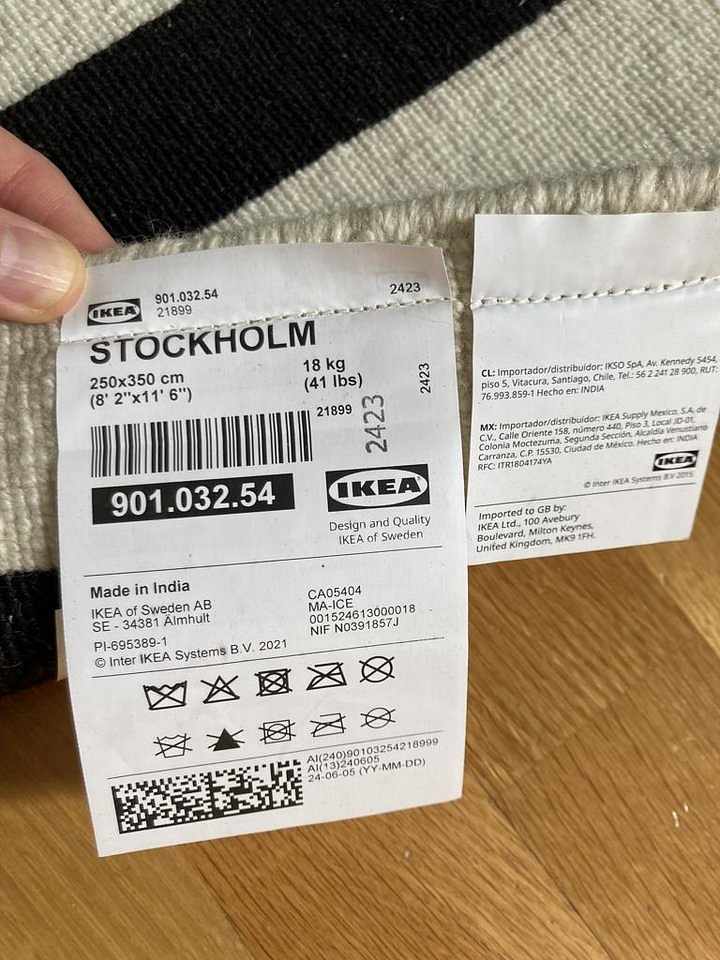 IKEA
901.032.54
21899
2423
STOCKHOLM
250x350 cm
(8' 2"x11' 6")
18 kg
(41 lbs)
2423
21899
2423
901.032.54
IKEA
Design and Quality
IKEA of Sweden
Made in India
IKEA of Sweden AB
SE - 34381 Älmhult
PI-695389-1
© Inter IKEA Systems B.V. 2021
CA05404
MA-ICE
001524613000018
NIF N0391857J
AI(240)90103254218999
AI(13)240605
24-06-05 (YY-MM-DD)
CL: Importador/distribuidor: IKSO SpA, Av. Kennedy 5454,
piso 5, Vitacura, Santiago, Chile, Tel.: 56 2 241 28 900, RUT:
76.993.859-1 Hecho en: INDIA
MX: Importador/distribuidor: IKEA Supply Mexico, S.A. de
C.V., Calle Oriente 158, número 440, Piso 3, Local JD-01,
Colonia Moctezuma, Segunda Sección, Alcaldía Venustiano
Carranza, C.P. 15530, Ciudad de México. Hecho en: INDIA
RFC: ITR1804174YA
IKEA
© Inter IKEA Systems B.V 2015
Imported to GB by:
IKEA Ltd., 100 Avebury
Boulevard, Milton Keynes,
United Kingdom, MK9 1FH.